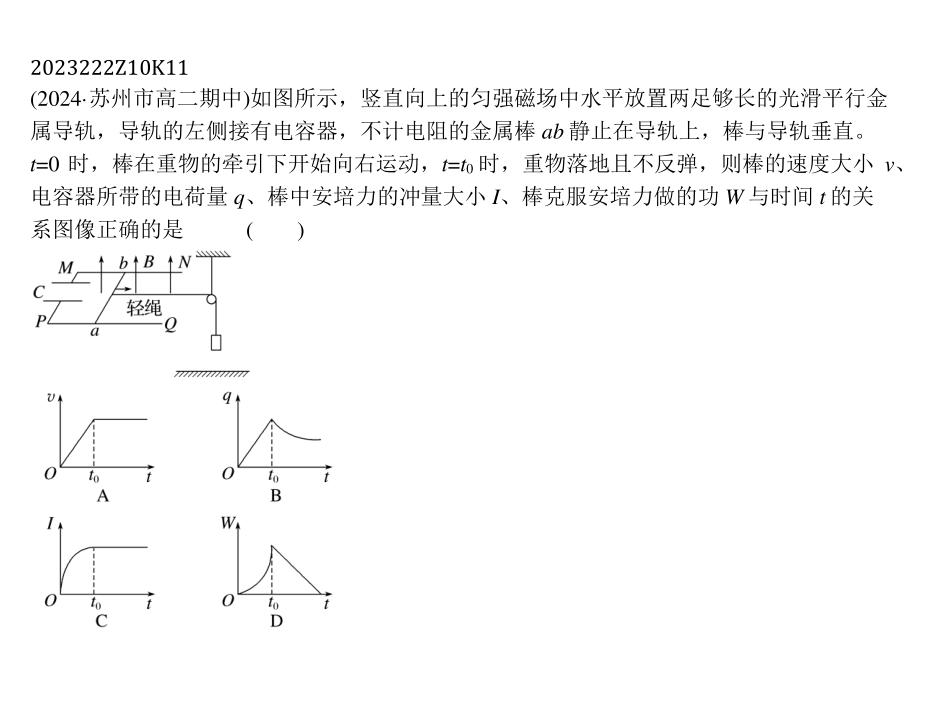 2023222Z10K11
(2024·苏州市高二期中)如图所示，竖直向上的匀强磁场中水平放置两足够长的光滑平行金
属导轨，导轨的左侧接有电容器，不计电阻的金属棒 ab 静止在导轨上，棒与导轨垂直。
t=0 时，棒在重物的牵引下开始向右运动，t=t₀ 时，重物落地且不反弹，则棒的速度大小 v、
电容器所带的电荷量 q、棒中安培力的冲量大小 I、棒克服安培力做的功 W 与时间 t 的关
系图像正确的是 ( )
M b B N
C
轻绳
P a Q
v O t₀ t
A
q O t₀ t
B
I O t₀ t
C
W O t₀ t
D